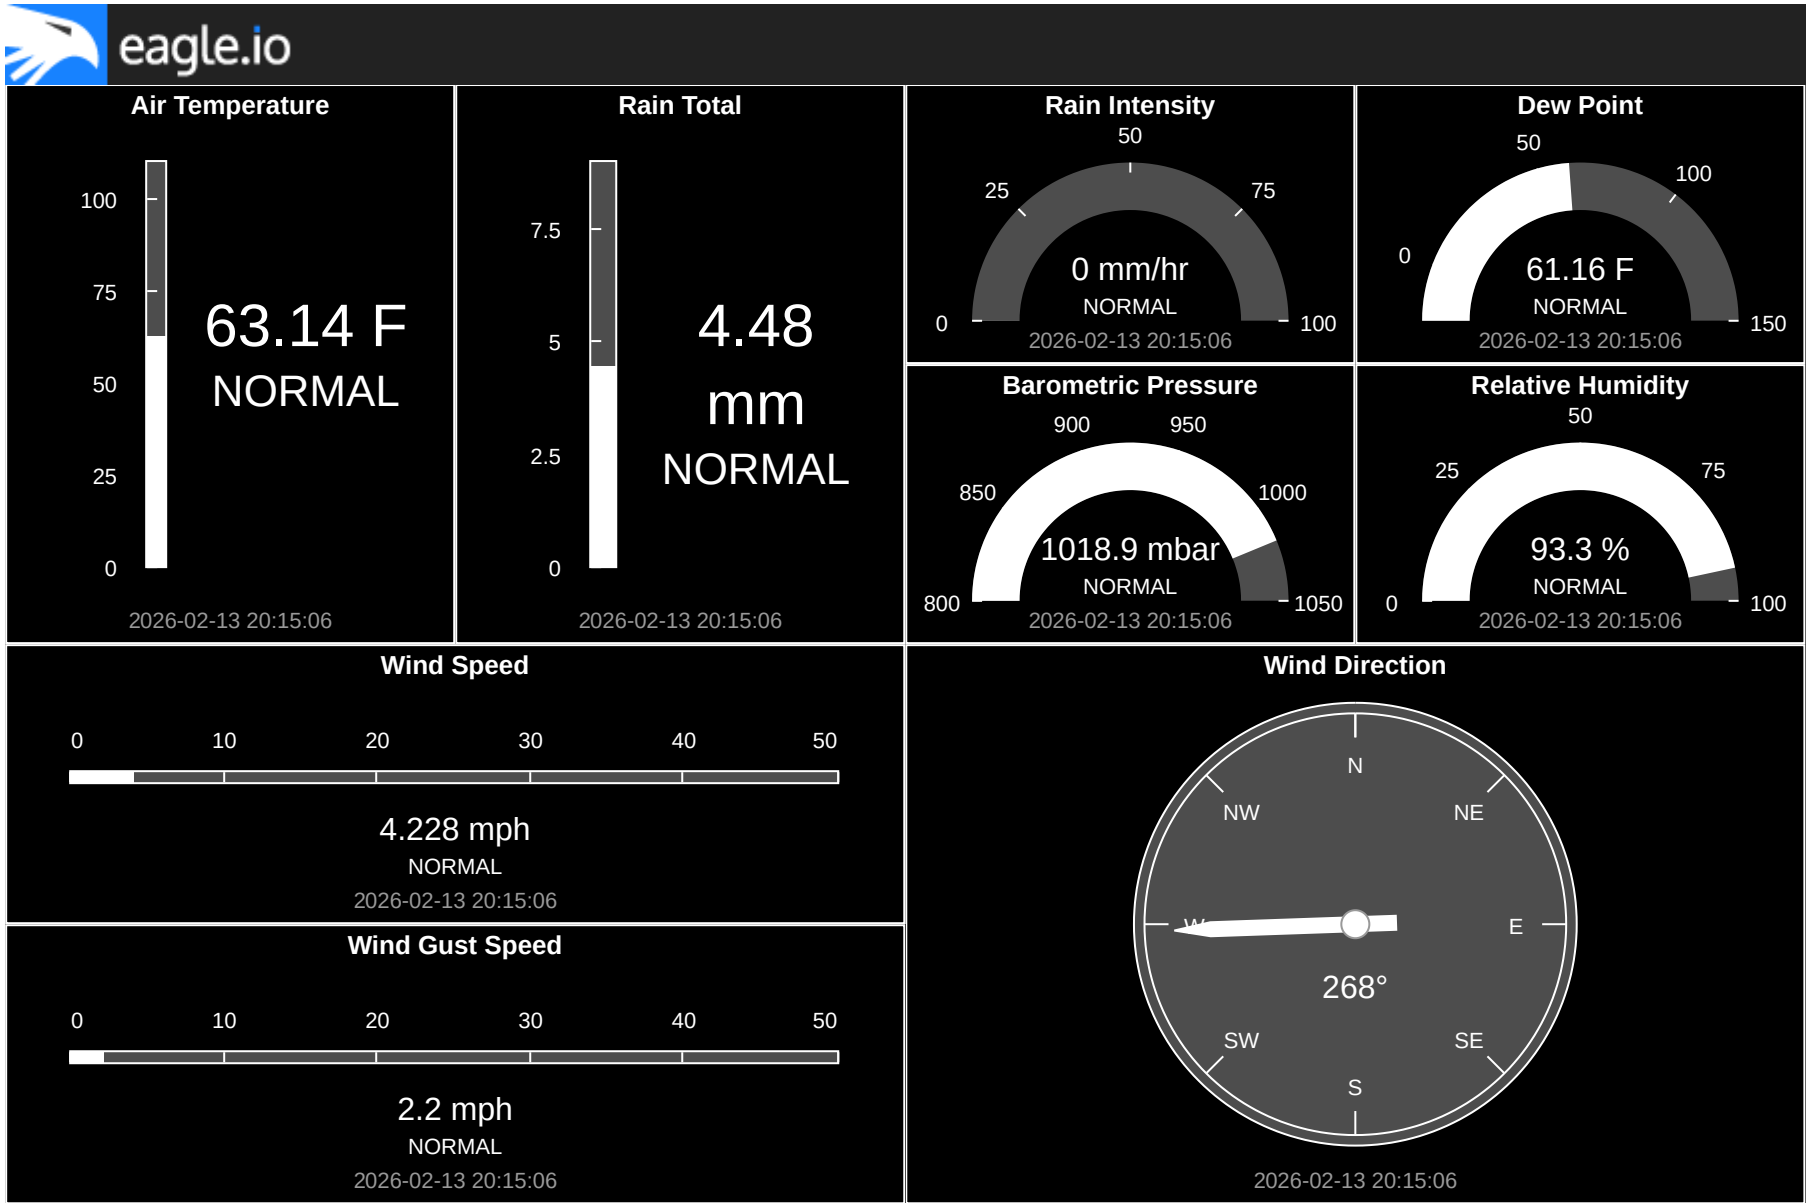 eagle.io
Air Temperature
100
75
50
25
0
63.14 F
NORMAL
2026-02-13 20:15:06
Rain Total
7.5
5
2.5
0
4.48
mm
NORMAL
2026-02-13 20:15:06
Rain Intensity
0
25
50
75
100
0 mm/hr
NORMAL
2026-02-13 20:15:06
Dew Point
0
50
100
150
61.16 F
NORMAL
2026-02-13 20:15:06
Barometric Pressure
800
850
900
950
1000
1050
1018.9 mbar
NORMAL
2026-02-13 20:15:06
Relative Humidity
0
25
50
75
100
93.3 %
NORMAL
2026-02-13 20:15:06
Wind Speed
0 10 20 30 40 50
4.228 mph
NORMAL
2026-02-13 20:15:06
Wind Gust Speed
0 10 20 30 40 50
2.2 mph
NORMAL
2026-02-13 20:15:06
Wind Direction
N
NW NE
W E
268°
SW SE
S
2026-02-13 20:15:06